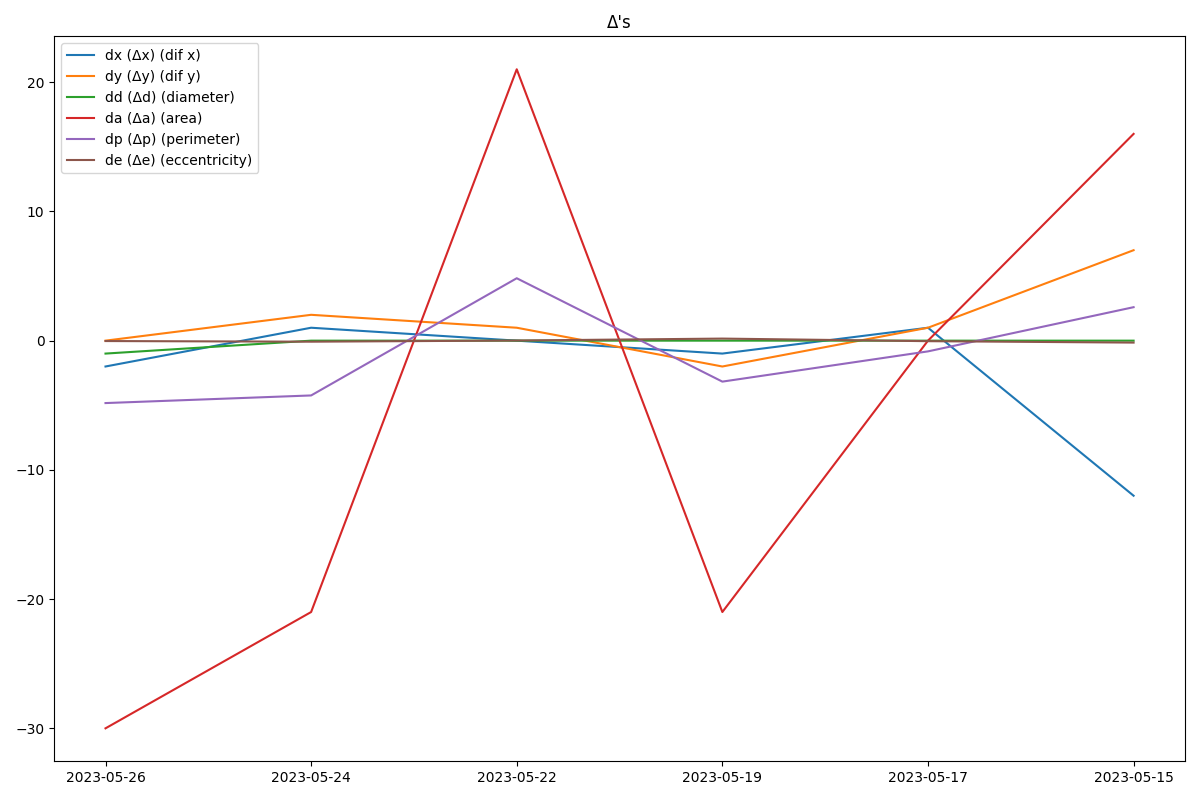 Δ's
dx (Δx) (dif x)
dy (Δy) (dif y)
dd (Δd) (diameter)
da (Δa) (area)
dp (Δp) (perimeter)
de (Δe) (eccentricity)
20
10
0
−10
−20
−30
2023-05-26 2023-05-24 2023-05-22 2023-05-19 2023-05-17 2023-05-15